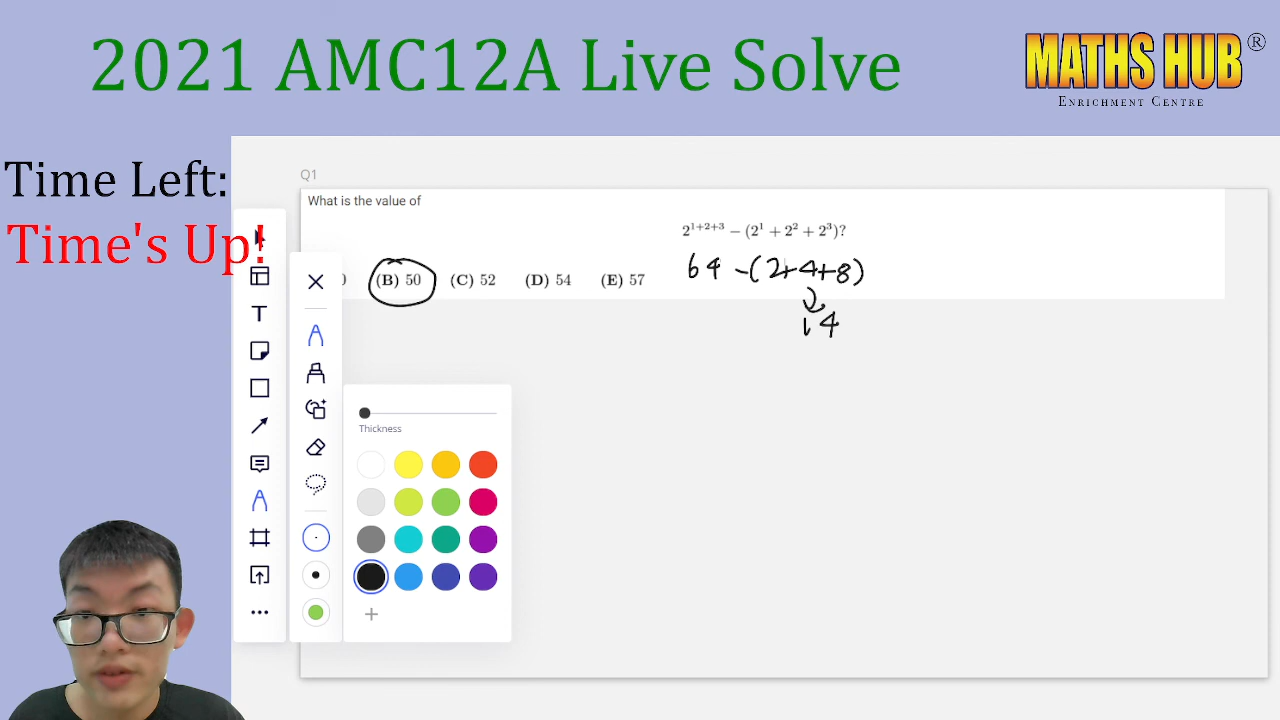 2021 AMC12A Live Solve
MATHS HUB®
ENRICHMENT CENTRE
Time Left:
Time's Up!
Q1
What is the value of
2^{1+2+3} − (2^1 + 2^2 + 2^3)?
64 -(2+4+8)
14
0 (B) 50 (C) 52 (D) 54 (E) 57
T
Thickness